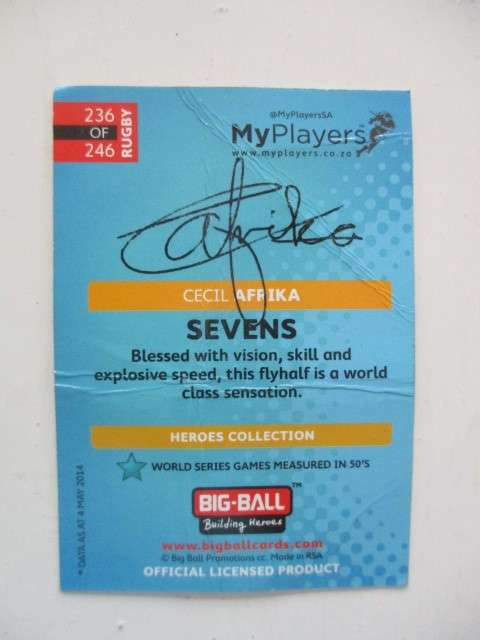 236
OF
246
RUGBY
@MyPlayersSA
MyPlayers
www.myplayers.co.za
CAfrika
CECIL AFRIKA
SEVENS
Blessed with vision, skill and
explosive speed, this flyhalf is a world
class sensation.
HEROES COLLECTION
WORLD SERIES GAMES MEASURED IN 50'S
* DATA AS AT 4 MAY 2014
BIG-BALL™
Building Heroes
www.bigballcards.com
© Big Ball Promotions cc. Made in RSA
OFFICIAL LICENSED PRODUCT